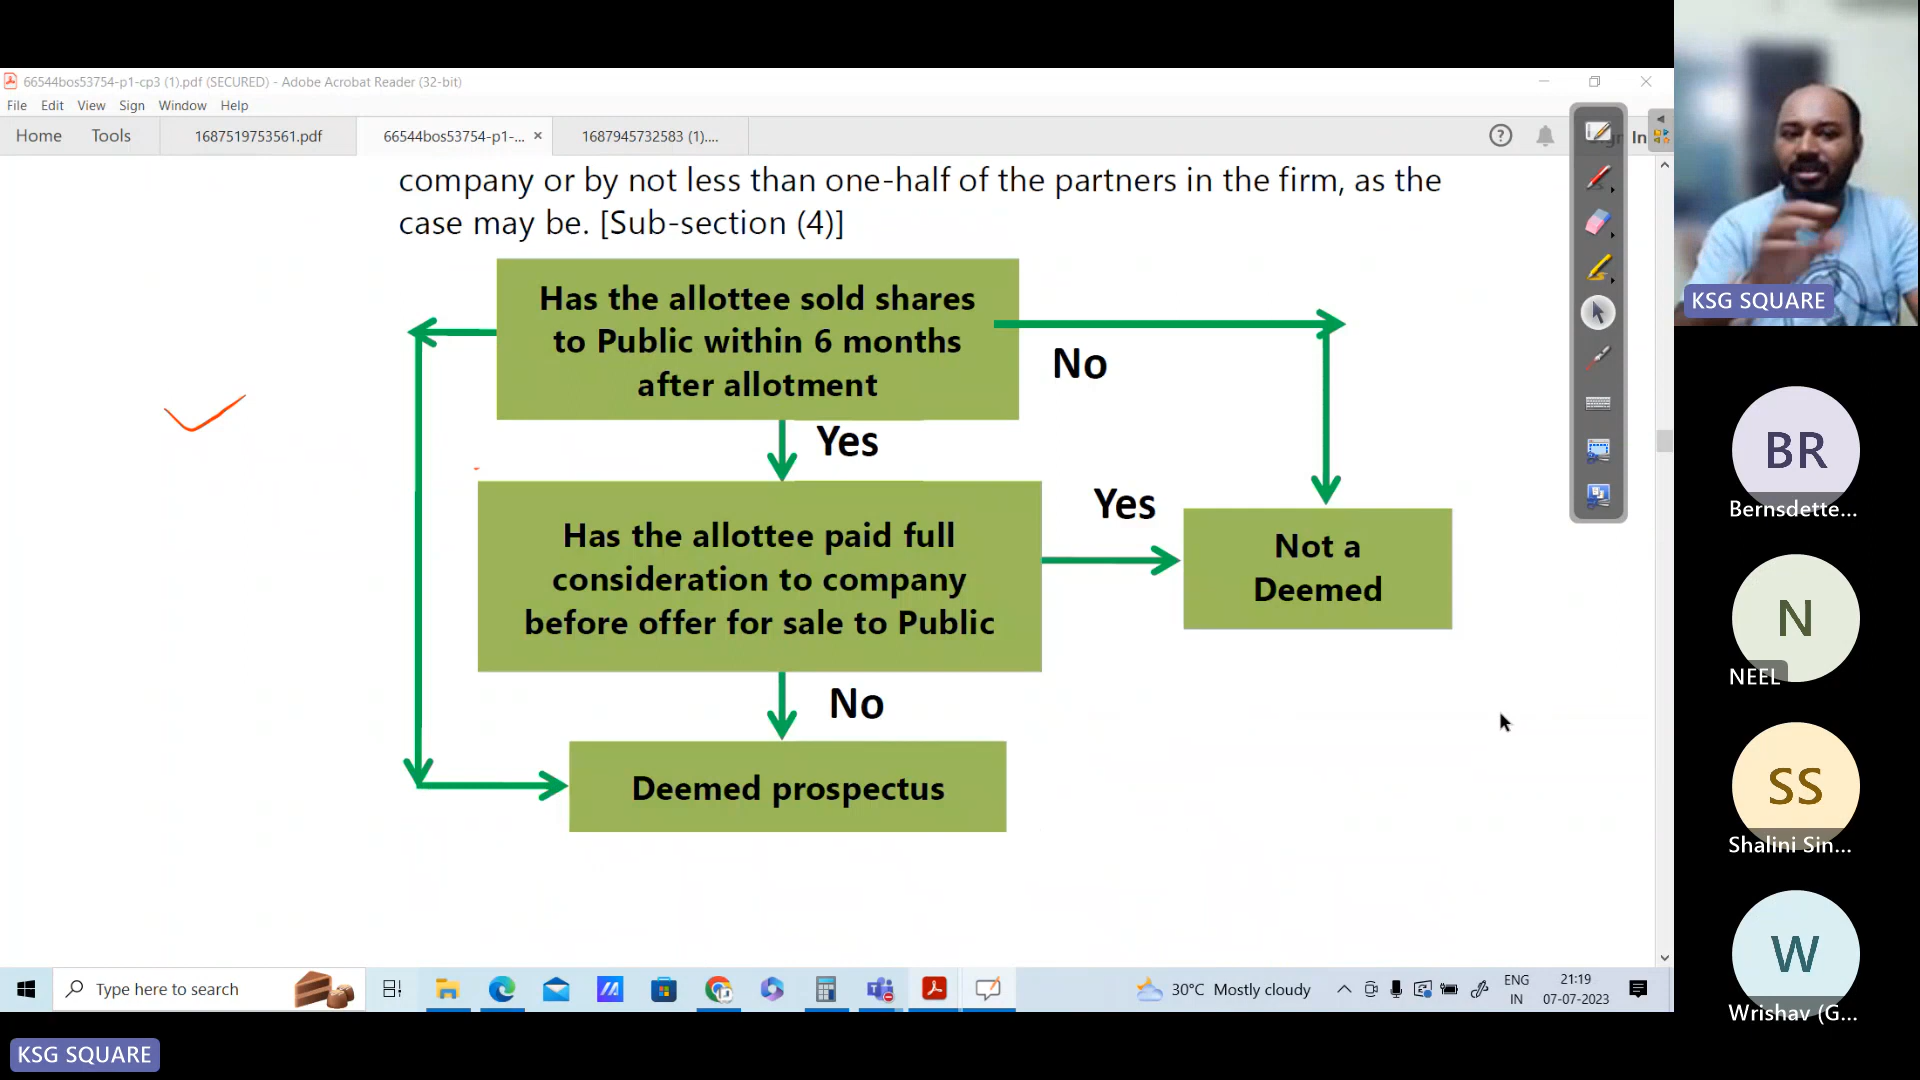 66544bos53754-p1-cp3 (1).pdf (SECURED) - Adobe Acrobat Reader (32-bit)
File Edit View Sign Window Help
Home Tools 1687519753561.pdf 66544bos53754-p1-... × 1687945732583 (1)....
In
company or by not less than one-half of the partners in the firm, as the
case may be. [Sub-section (4)]
Has the allottee sold shares
to Public within 6 months
after allotment
No
Yes
Has the allottee paid full
consideration to company
before offer for sale to Public
Yes
Not a
Deemed
No
Deemed prospectus
KSG SQUARE
BR
Bernsdette...
N
NEEL
SS
Shalini Sin...
W
Wrishav (G...
Type here to search
30°C Mostly cloudy
ENG
IN
21:19
07-07-2023
KSG SQUARE